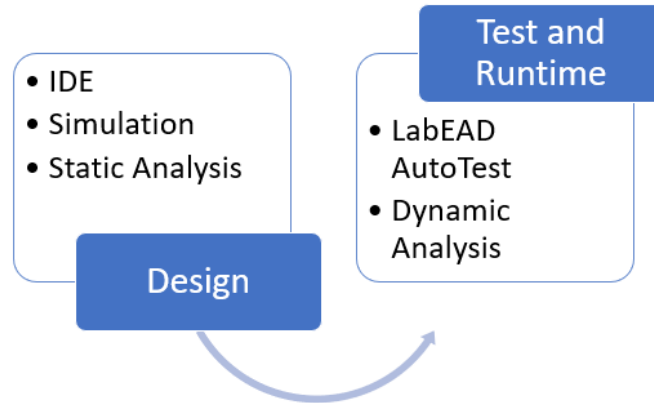 • IDE
• Simulation
• Static Analysis
Design
Test and
Runtime
• LabEAD
AutoTest
• Dynamic
Analysis